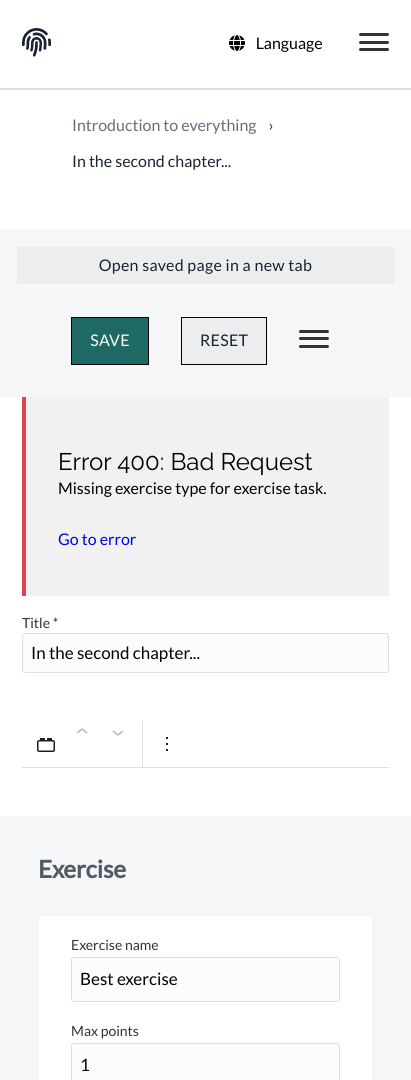 Language
Introduction to everything ›
In the second chapter...
Open saved page in a new tab
SAVE RESET
Error 400: Bad Request
Missing exercise type for exercise task.
Go to error
Title *
In the second chapter...
Exercise
Exercise name
Best exercise
Max points
1